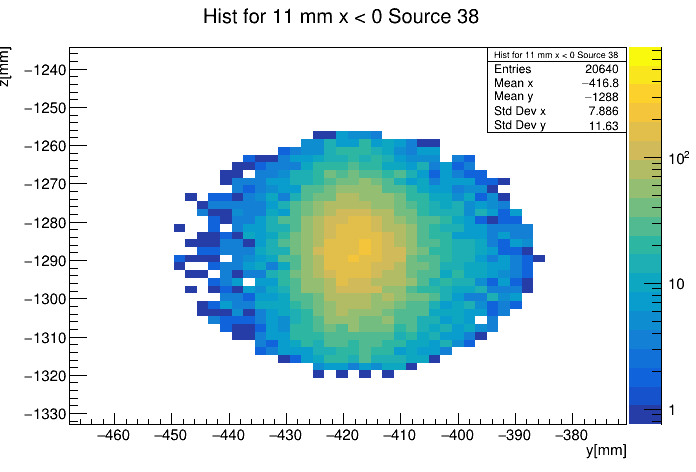 Hist for 11 mm x < 0 Source 38
z[mm]
Hist for 11 mm x < 0 Source 38
Entries 20640
Mean x −416.8
Mean y −1288
Std Dev x 7.886
Std Dev y 11.63
−1240
−1250
−1260
−1270
−1280
−1290
−1300
−1310
−1320
−1330
10²
10
1
−460 −450 −440 −430 −420 −410 −400 −390 −380
y[mm]